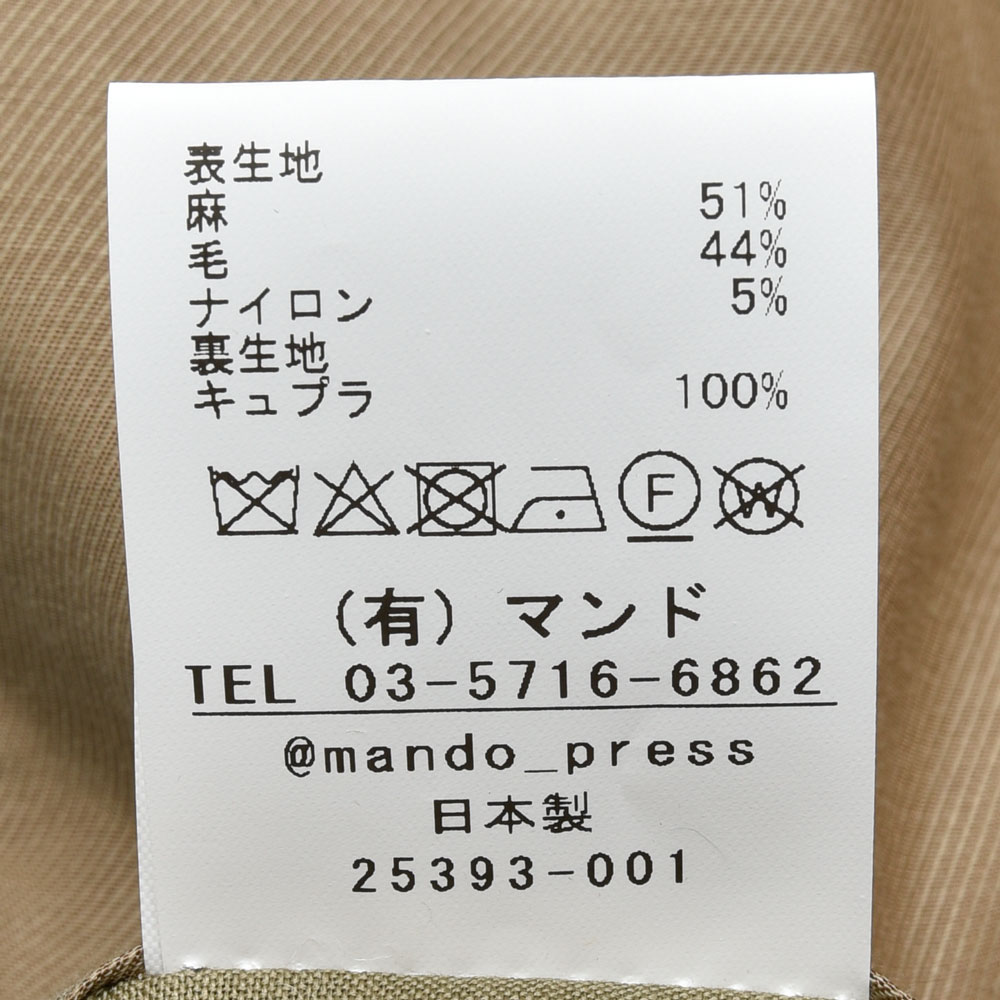 表生地
麻 51%
毛 44%
ナイロン 5%
裏生地
キュプラ 100%
F W
(有) マンド
TEL 03-5716-6862
@mando_press
日本製
25393-001